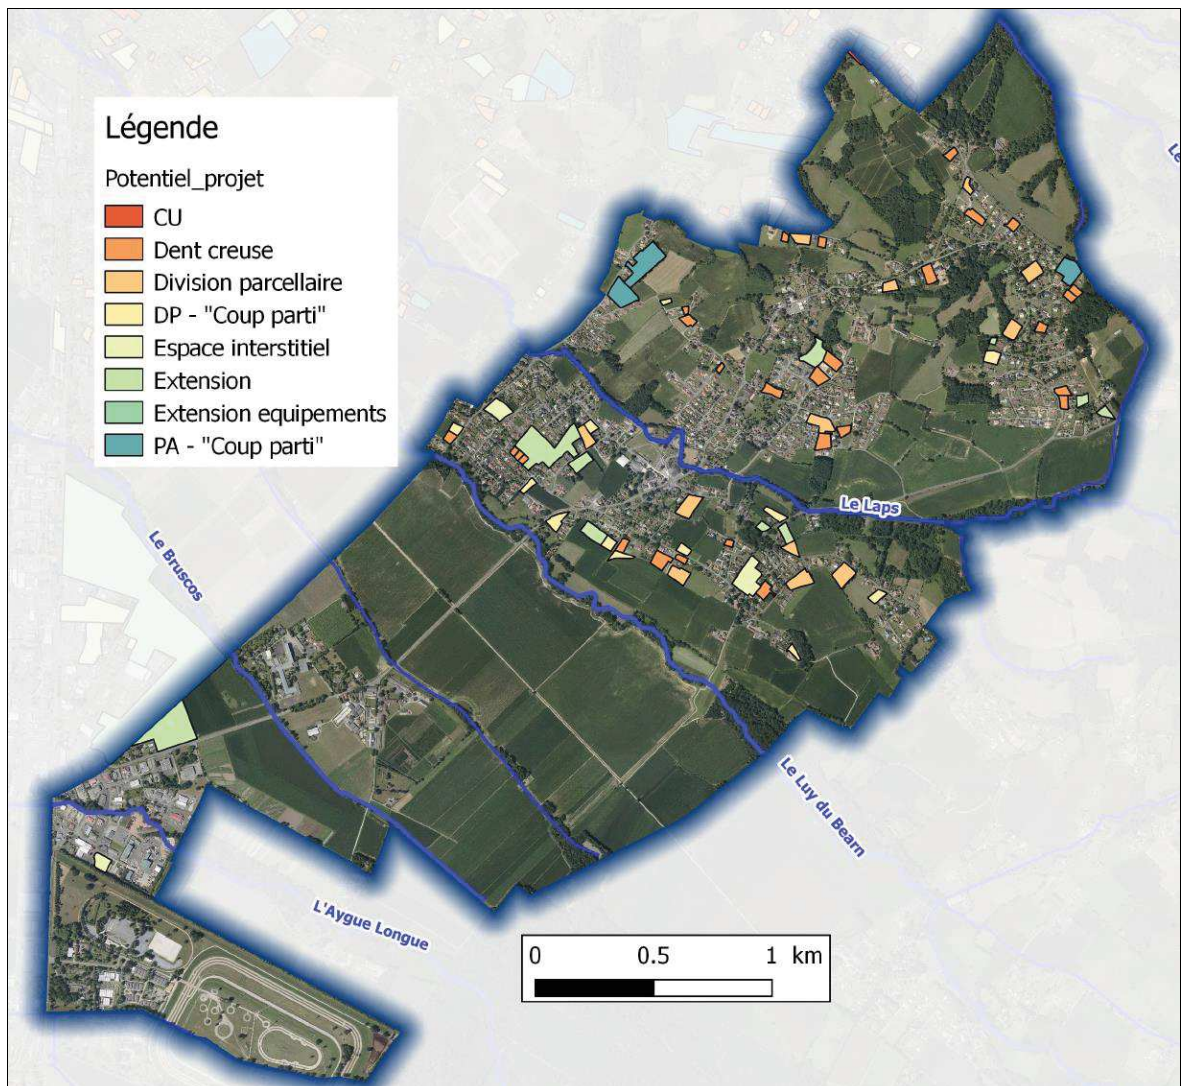 Légende
Potentiel_projet
CU
Dent creuse
Division parcellaire
DP - "Coup parti"
Espace interstitiel
Extension
Extension equipements
PA - "Coup parti"
Le
Le Laps
Le Bruscos
Le Luy du Bearn
L'Aygue Longue
0 0.5 1 km